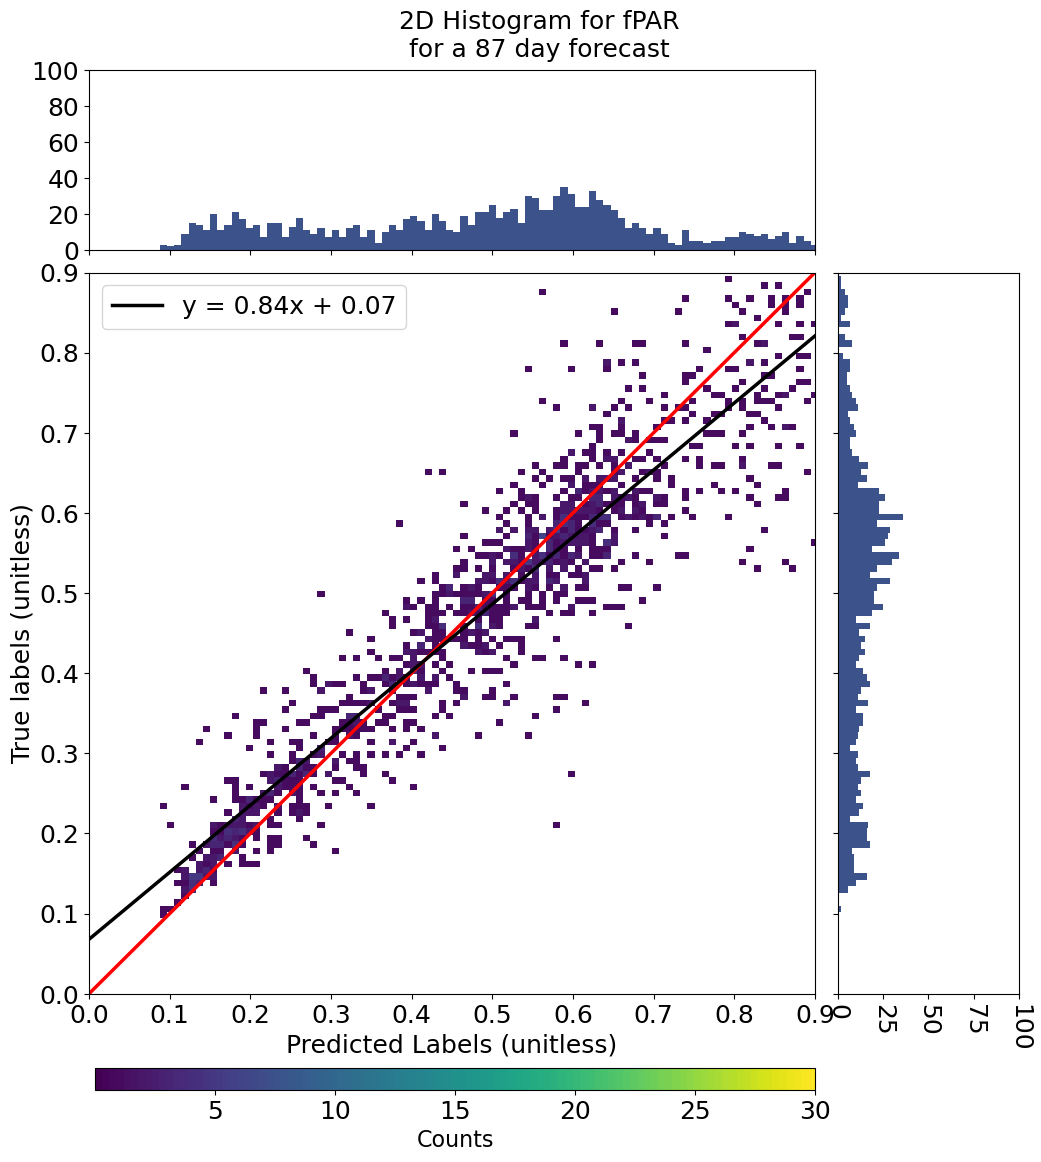 2D Histogram for fPAR
for a 87 day forecast
100
80
60
40
20
0
0.9
0.8
0.7
0.6
0.5
0.4
0.3
0.2
0.1
0.0
True labels (unitless)
y = 0.84x + 0.07
0.0 0.1 0.2 0.3 0.4 0.5 0.6 0.7 0.8 0.9
Predicted Labels (unitless)
0 25 50 75 100
5 10 15 20 25 30
Counts